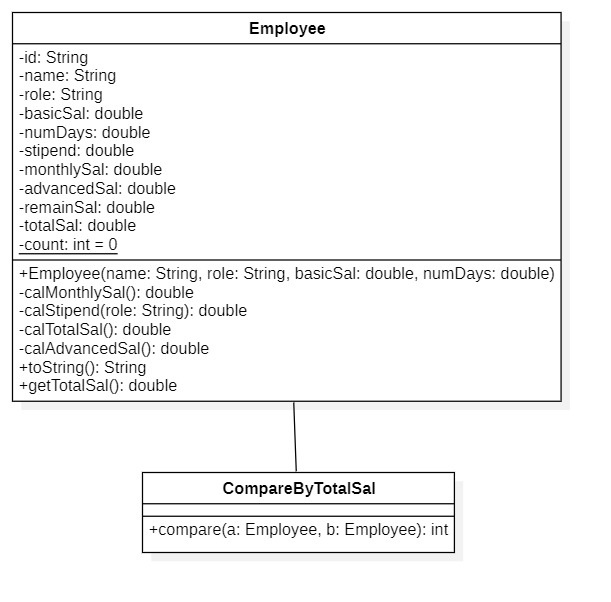 Employee
-id: String
-name: String
-role: String
-basicSal: double
-numDays: double
-stipend: double
-monthlySal: double
-advancedSal: double
-remainSal: double
-totalSal: double
-count: int = 0
+Employee(name: String, role: String, basicSal: double, numDays: double)
-calMonthlySal(): double
-calStipend(role: String): double
-calTotalSal(): double
-calAdvancedSal(): double
+toString(): String
+getTotalSal(): double
CompareByTotalSal
+compare(a: Employee, b: Employee): int